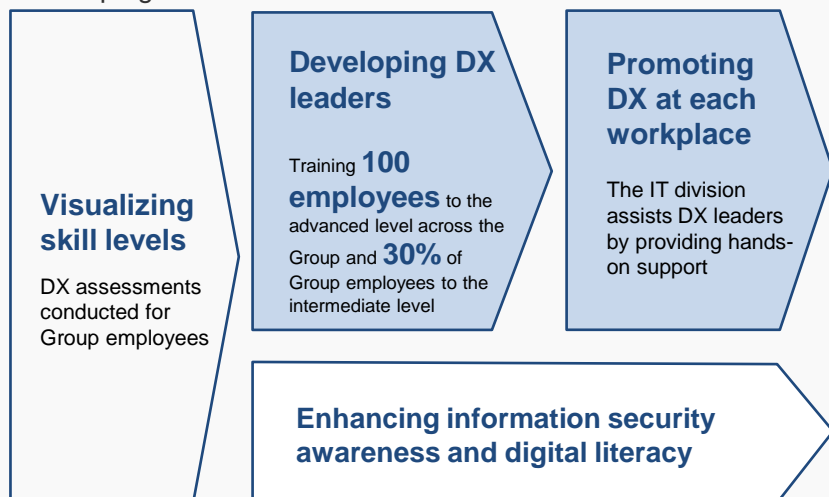 Visualizing
skill levels
DX assessments
conducted for
Group employees
Developing DX
leaders
Training 100
employees to the
advanced level across the
Group and 30% of
Group employees to the
intermediate level
Promoting
DX at each
workplace
The IT division
assists DX leaders
by providing hands-
on support
Enhancing information security
awareness and digital literacy